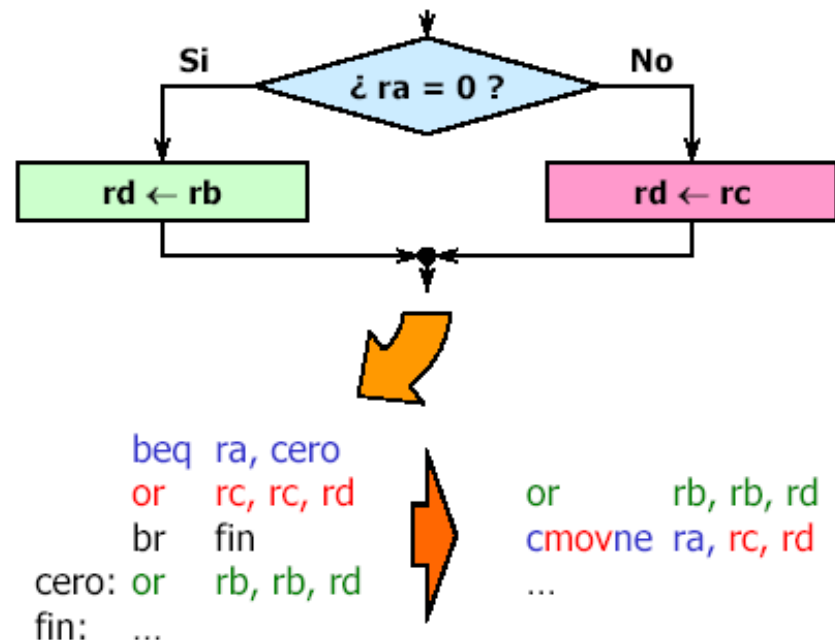 Si
No
¿ ra = 0 ?
rd ← rb
rd ← rc
beq ra, cero
or rc, rc, rd
br fin
cero: or rb, rb, rd
fin: ...
or rb, rb, rd
cmovne ra, rc, rd
...